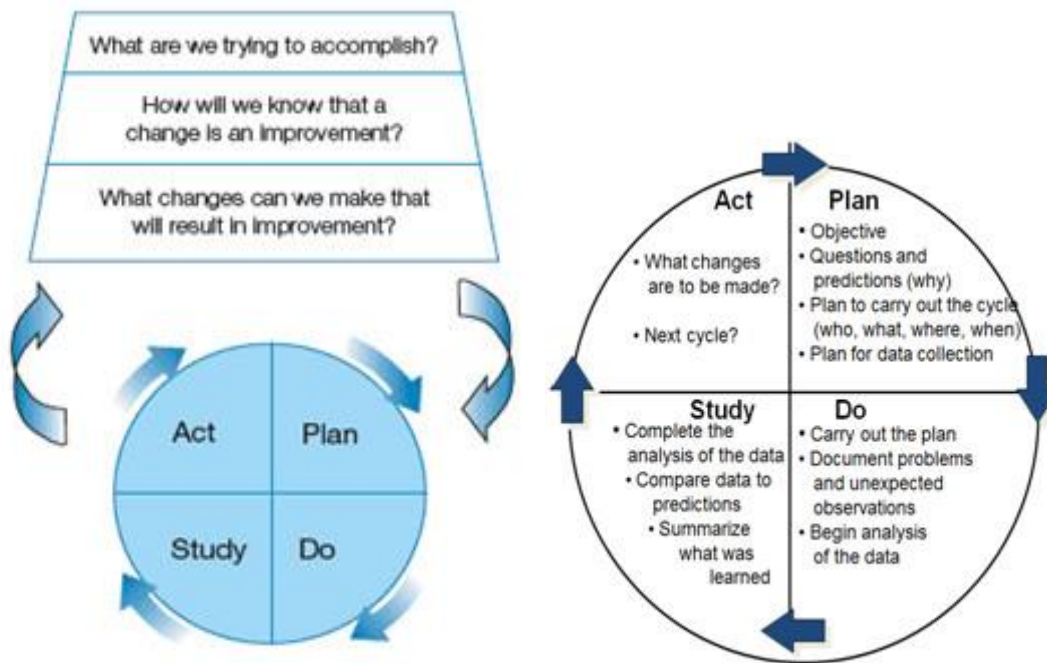 What are we trying to accomplish?
How will we know that a
change is an improvement?
What changes can we make that
will result in improvement?
Act
Plan
Study
Do
Act
• What changes
are to be made?
• Next cycle?
Plan
• Objective
• Questions and
predictions (why)
• Plan to carry out the cycle
(who, what, where, when)
• Plan for data collection
Study
• Complete the
analysis of the data
• Compare data to
predictions
• Summarize
what was
learned
Do
• Carry out the plan
• Document problems
and unexpected
observations
• Begin analysis
of the data